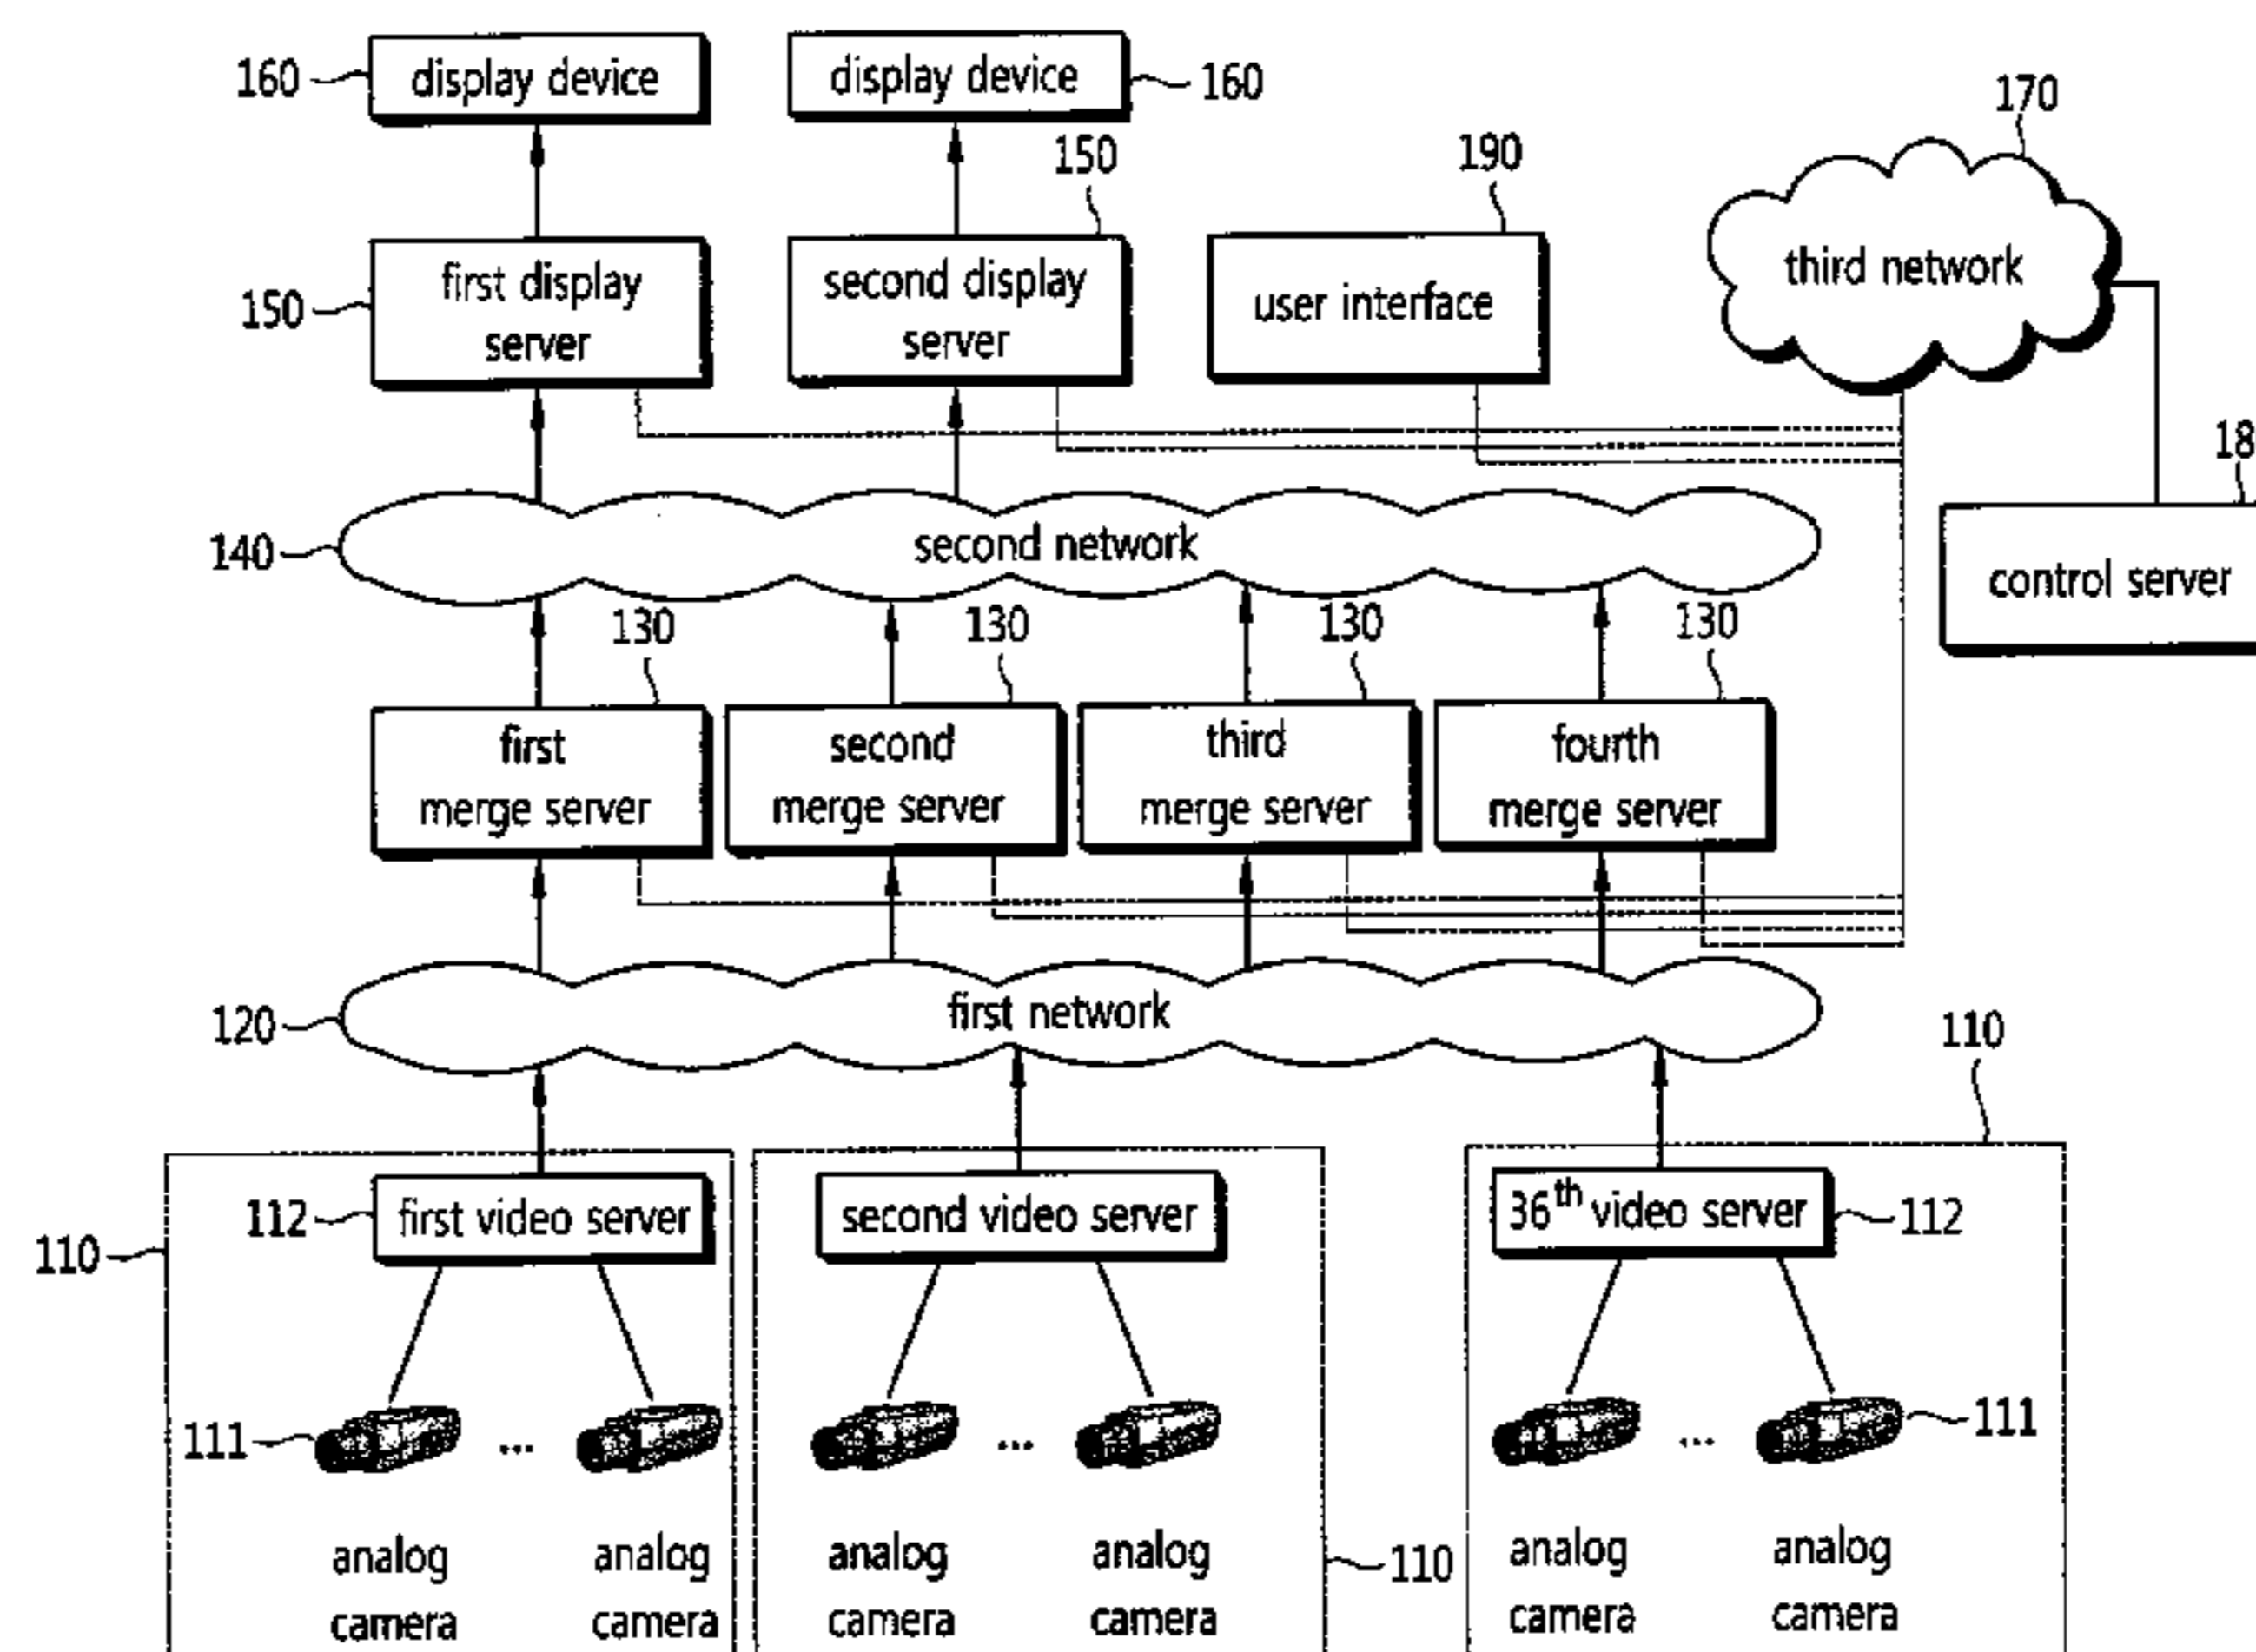 160
display device
display device
160
170
150
190
150
first display
server
second display
server
user interface
third network
18
140
second network
control server
130
130
130
130
first
merge server
second
merge server
third
merge server
fourth
merge server
120
first network
110
112
first video server
second video server
36th video server
112
110
111
...
...
...
111
analog
camera
analog
camera
analog
camera
analog
camera
110
analog
camera
analog
camera